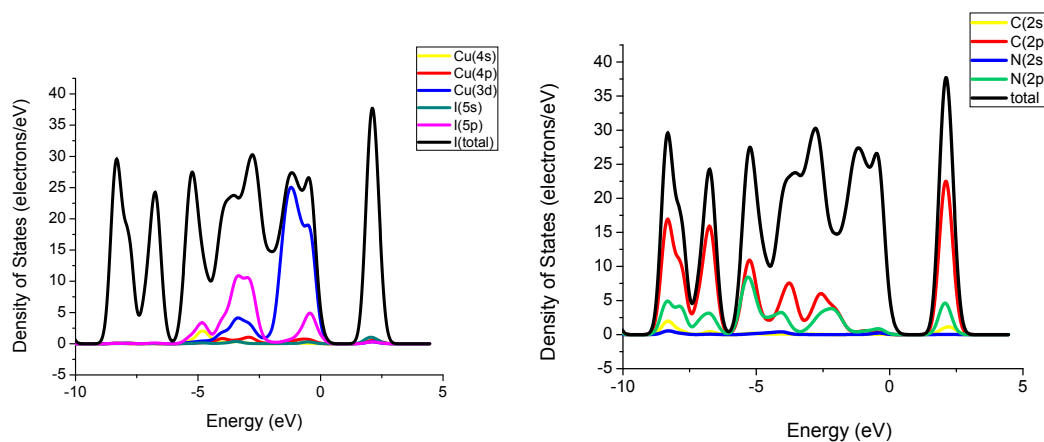 Cu(4s)
Cu(4p)
Cu(3d)
I(5s)
I(5p)
I(total)
40
35
30
25
20
15
10
5
0
-5
-10
-5
0
5
Density of States (electrons/eV)
Energy (eV)
C(2s
C(2p
N(2s
N(2p
total
40
35
30
25
20
15
10
5
0
-5
-10
-5
0
5
Density of States (electrons/eV)
Energy (eV)